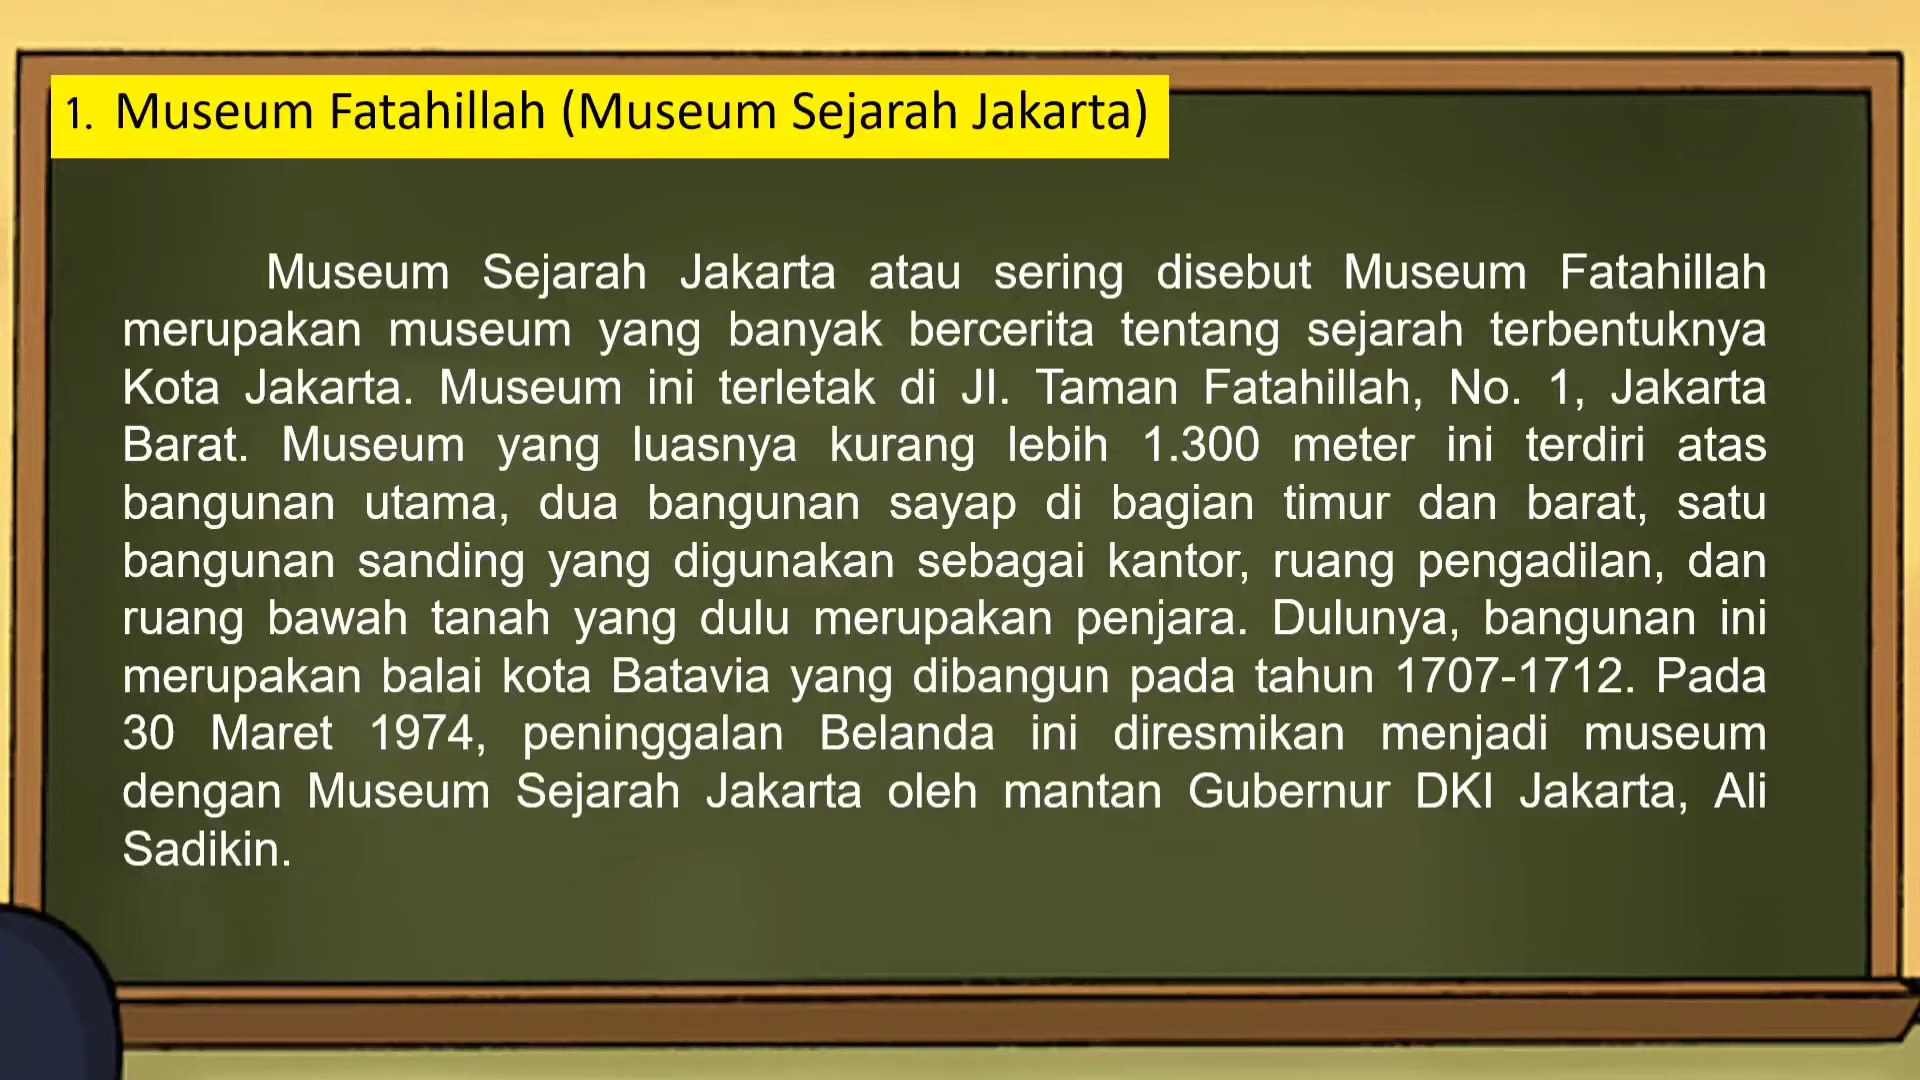 1. Museum Fatahillah (Museum Sejarah Jakarta)
Museum Sejarah Jakarta atau sering disebut Museum Fatahillah
merupakan museum yang banyak bercerita tentang sejarah terbentuknya
Kota Jakarta. Museum ini terletak di Jl. Taman Fatahillah, No. 1, Jakarta
Barat. Museum yang luasnya kurang lebih 1.300 meter ini terdiri atas
bangunan utama, dua bangunan sayap di bagian timur dan barat, satu
bangunan sanding yang digunakan sebagai kantor, ruang pengadilan, dan
ruang bawah tanah yang dulu merupakan penjara. Dulunya, bangunan ini
merupakan balai kota Batavia yang dibangun pada tahun 1707-1712. Pada
30 Maret 1974, peninggalan Belanda ini diresmikan menjadi museum
dengan Museum Sejarah Jakarta oleh mantan Gubernur DKI Jakarta, Ali
Sadikin.